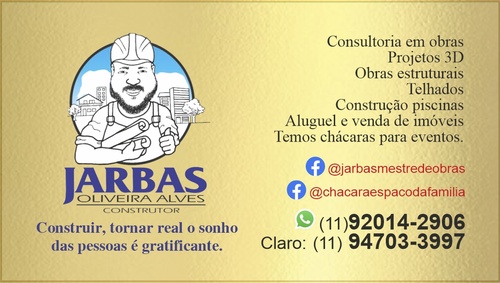 JARBAS
OLIVEIRA ALVES
CONSTRUTOR
Construir, tornar real o sonho
das pessoas é gratificante.
Consultoria em obras
Projetos 3D
Obras estruturais
Telhados
Construção piscinas
Aluguel e venda de imóveis
Temos chácaras para eventos.
@jarbasmestredeobras
@chacaraespacodafamilia
(11)92014-2906
Claro: (11) 94703-3997